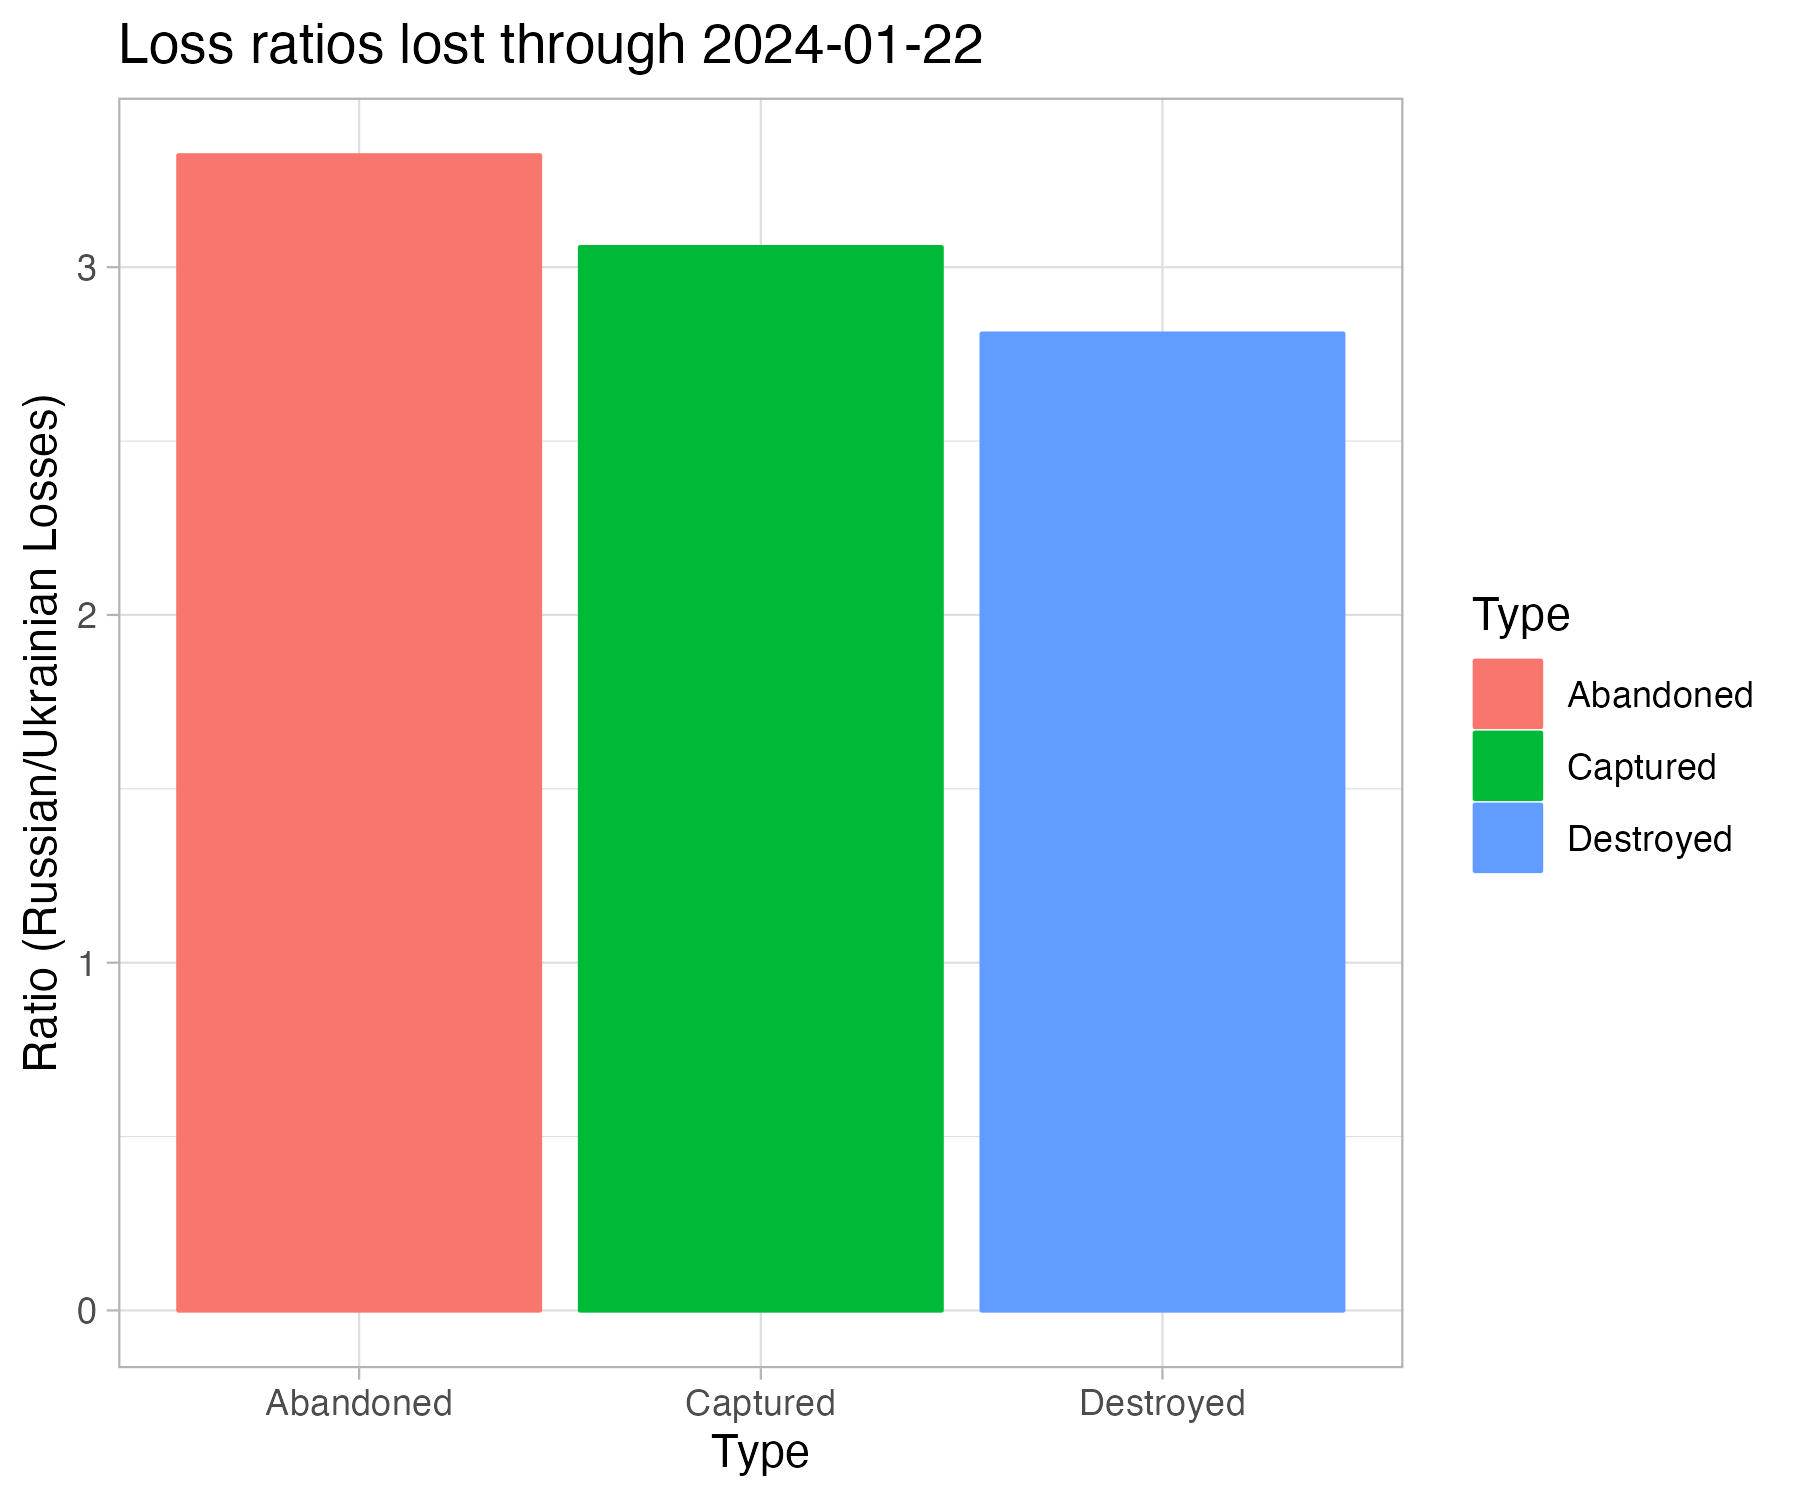 Loss ratios lost through 2024-01-22
Ratio (Russian/Ukrainian Losses)
3
2
1
0
Abandoned
Captured
Destroyed
Type
Type
Abandoned
Captured
Destroyed